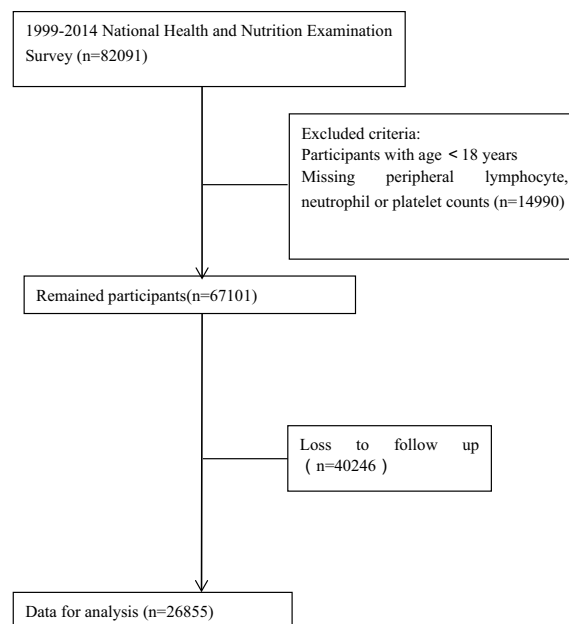 1999-2014 National Health and Nutrition Examination
Survey (n=82091)
Excluded criteria:
Participants with age < 18 years
Missing peripheral lymphocyte,
neutrophil or platelet counts (n=14990)
Remained participants(n=67101)
Loss to follow up
( n=40246 )
Data for analysis (n=26855)